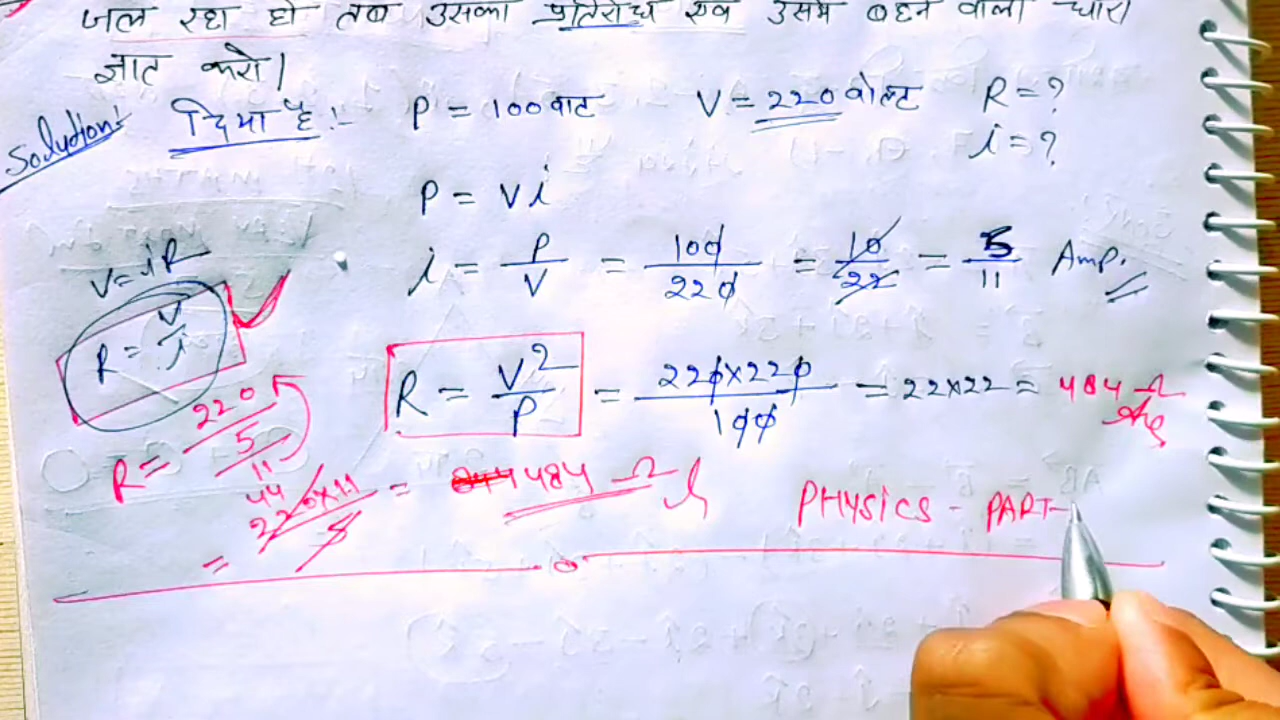 जल रहा हो तब उसका प्रतिरोध एवं उसमें बहने वाली धारा
ज्ञात करो।
Solution:
दिया है:- P = 100 वाट V = 220 वोल्ट R = ?
i = ?
P = Vi
V = iR
i = P/V = 100/220 = 10/22 = 5/11 Amp.
R = V/i
R = V²/P = 220×220/100 = 22×22 = 484 Ω
Ans
R = 220/(5/11)
= 44 220×11/5 = 484 Ω
PHYSICS - PART-